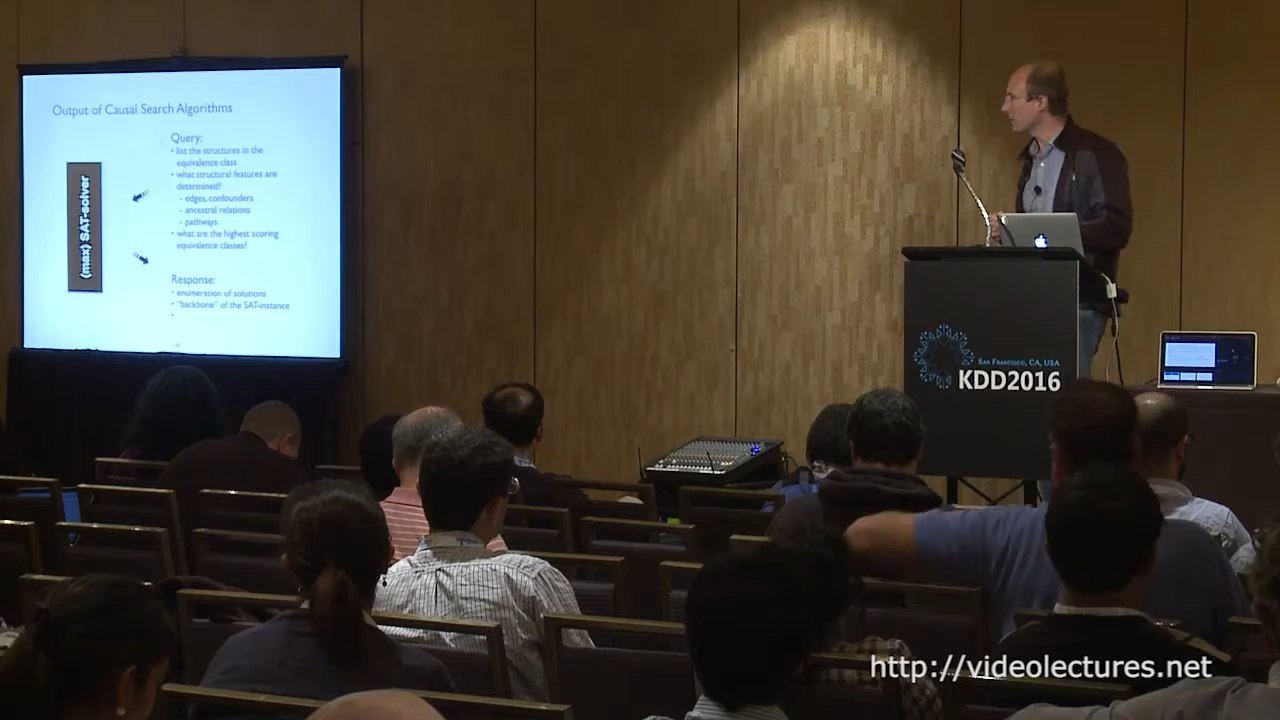 Output of Causal Search Algorithms
(max) SAT-solver
Query:
• list the structures in the
equivalence class
• what structural features are
determined?
- edges, confounders
- ancestral relations
- pathways
• what are the highest scoring
equivalence classes?
Response:
• enumeration of solutions
• "backbone" of the SAT-instance
•
SAN FRANCISCO, CA, USA
KDD2016
http://videolectures.net